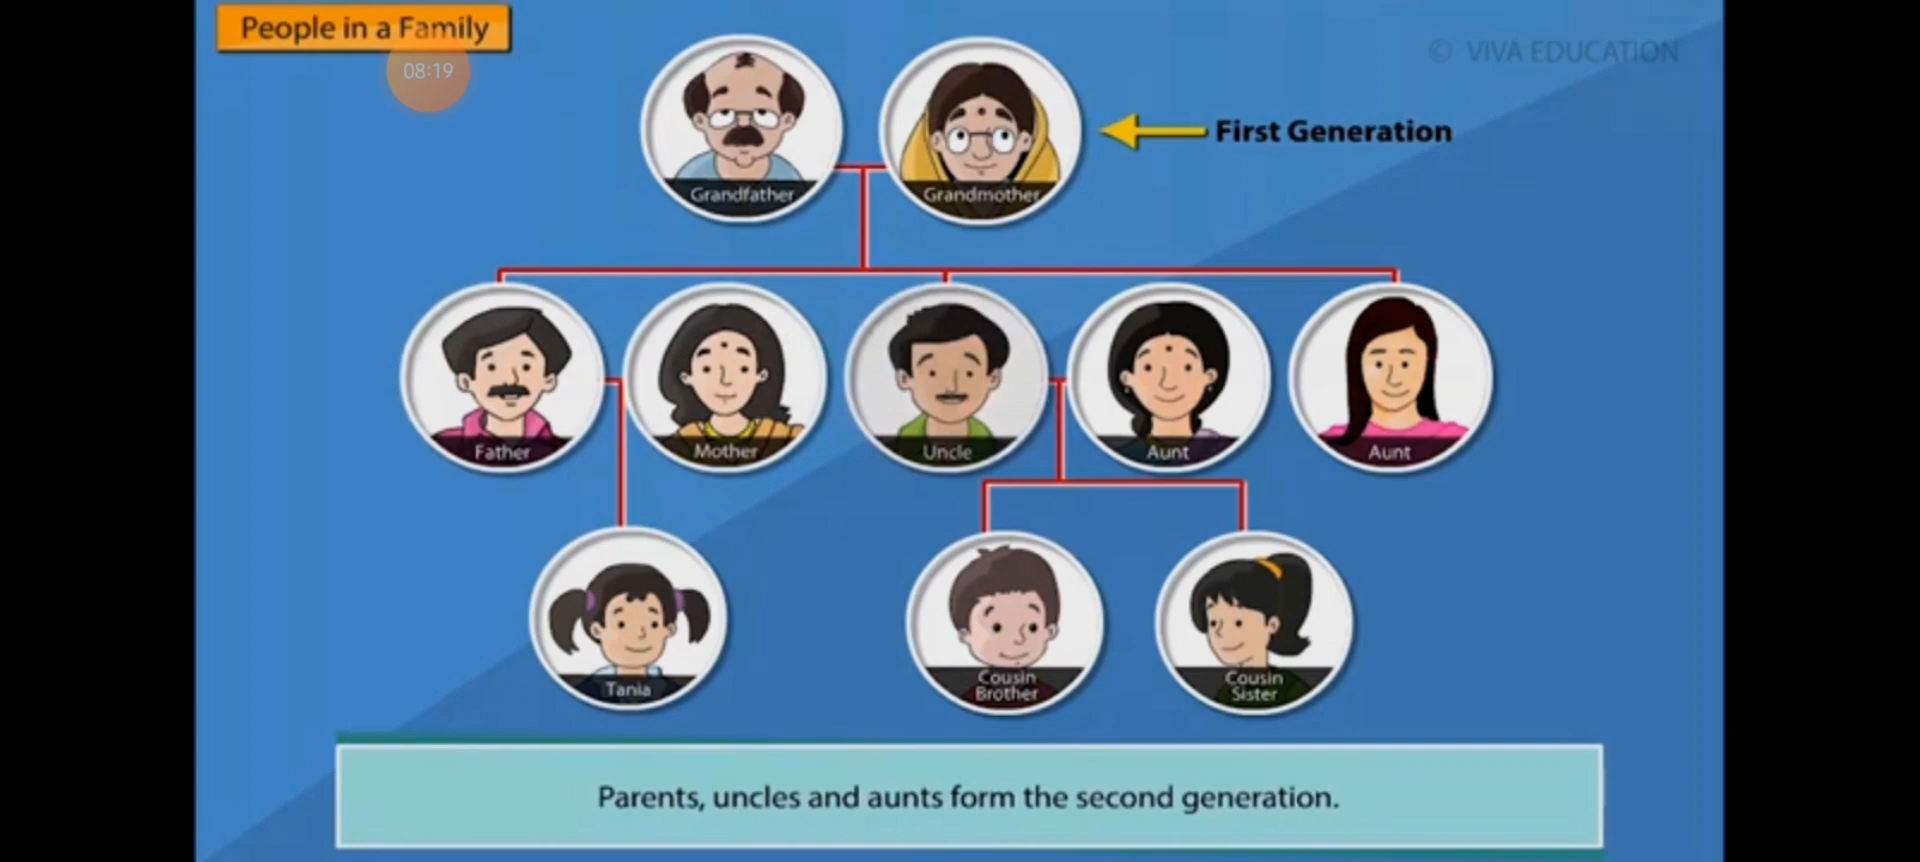 People in a Family
08:19
© VIVA EDUCATION
First Generation
Grandfather
Grandmother
Father
Mother
Uncle
Aunt
Aunt
Tania
Cousin
Brother
Cousin
Sister
Parents, uncles and aunts form the second generation.